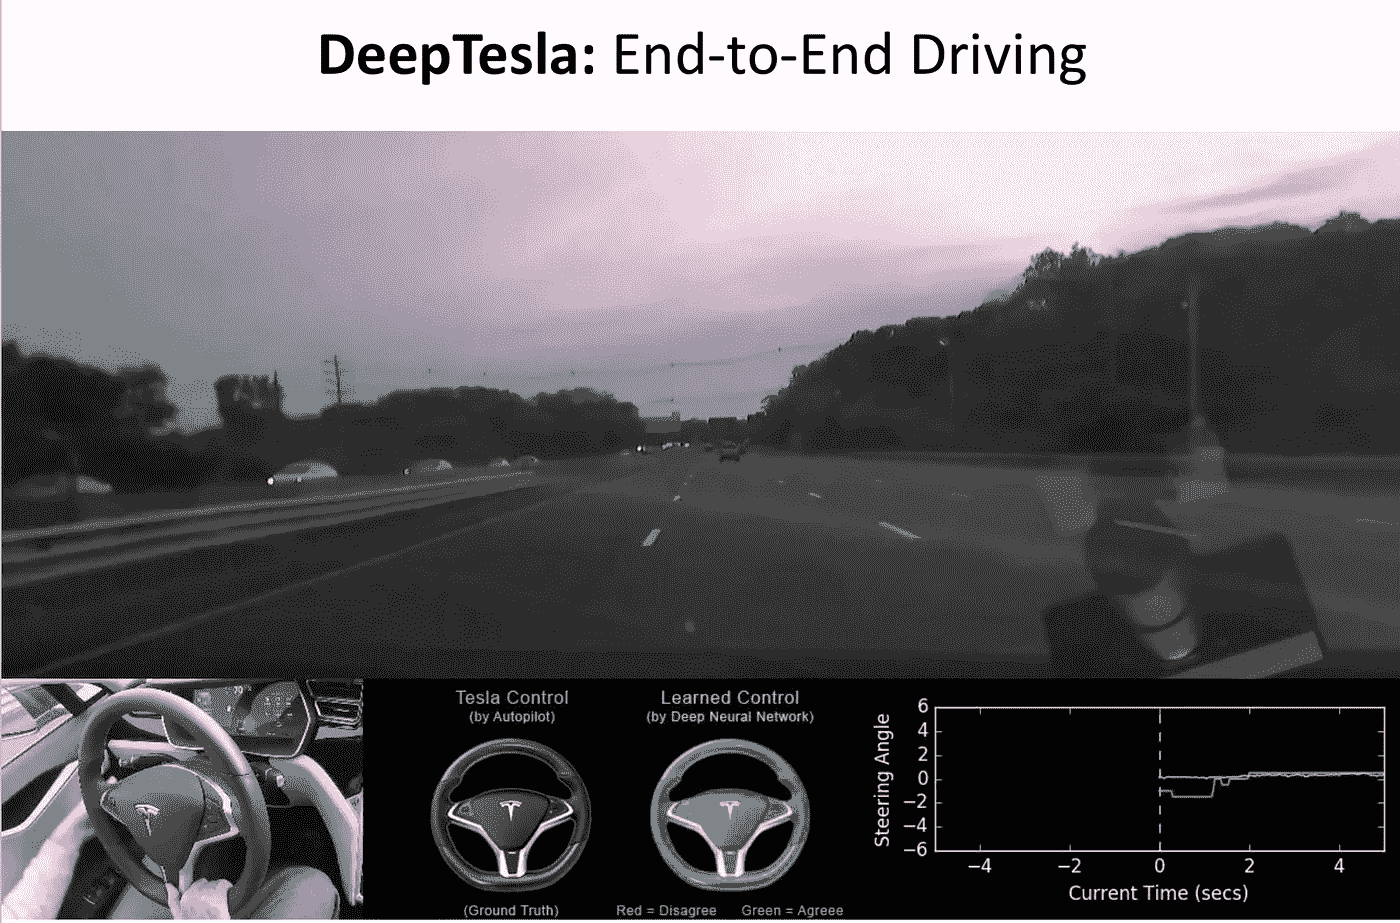 DeepTesla: End-to-End Driving
Tesla Control
(by Autopilot)
(Ground Truth)
Learned Control
(by Deep Neural Network)
Red = Disagree Green = Agreee
Steering Angle
6
4
2
0
−2
−4
−6
−4 −2 0 2 4
Current Time (secs)